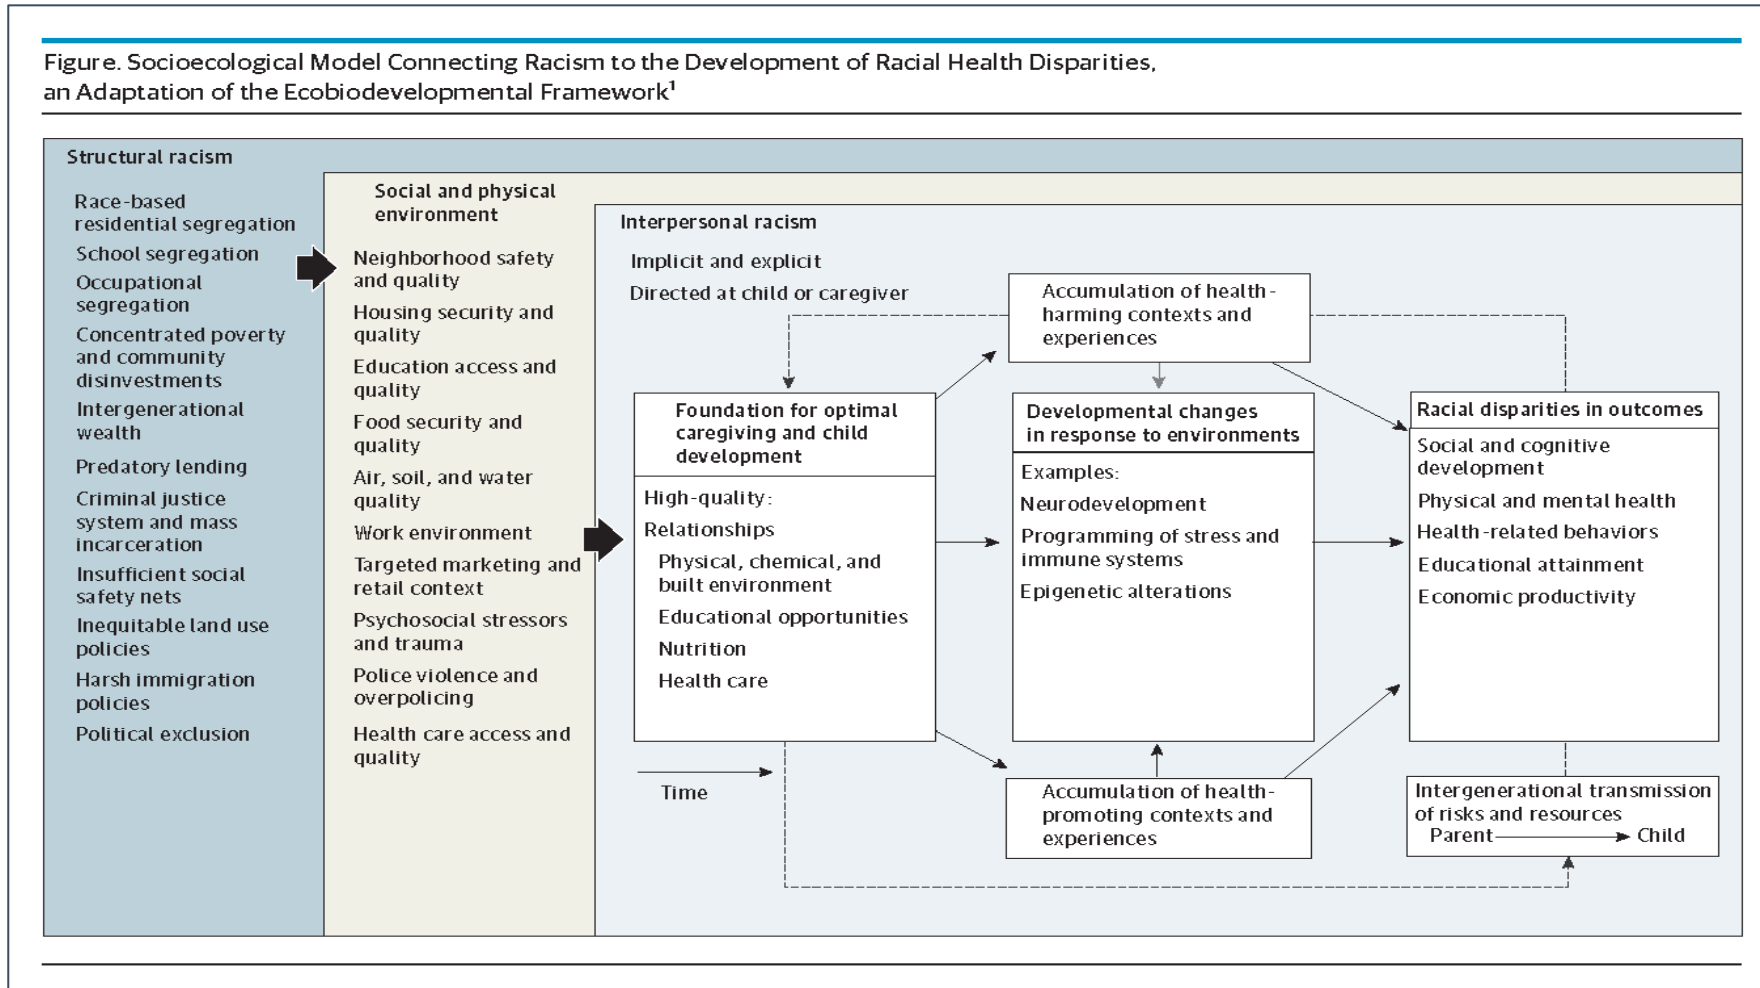 Figure. Socioecological Model Connecting Racism to the Development of Racial Health Disparities,
an Adaptation of the Ecobiodevelopmental Framework¹
Structural racism
Race-based
residential segregation
School segregation
Occupational
segregation
Concentrated poverty
and community
disinvestments
Intergenerational
wealth
Predatory lending
Criminal justice
system and mass
incarceration
Insufficient social
safety nets
Inequitable land use
policies
Harsh immigration
policies
Political exclusion
Social and physical
environment
Neighborhood safety
and quality
Housing security and
quality
Education access and
quality
Food security and
quality
Air, soil, and water
quality
Work environment
Targeted marketing and
retail context
Psychosocial stressors
and trauma
Police violence and
overpolicing
Health care access and
quality
Interpersonal racism
Implicit and explicit
Directed at child or caregiver
Accumulation of health-
harming contexts and
experiences
Foundation for optimal
caregiving and child
development
High-quality:
Relationships
Physical, chemical, and
built environment
Educational opportunities
Nutrition
Health care
Developmental changes
in response to environments
Examples:
Neurodevelopment
Programming of stress and
immune systems
Epigenetic alterations
Racial disparities in outcomes
Social and cognitive
development
Physical and mental health
Health-related behaviors
Educational attainment
Economic productivity
Time
Accumulation of health-
promoting contexts and
experiences
Intergenerational transmission
of risks and resources
Parent Child